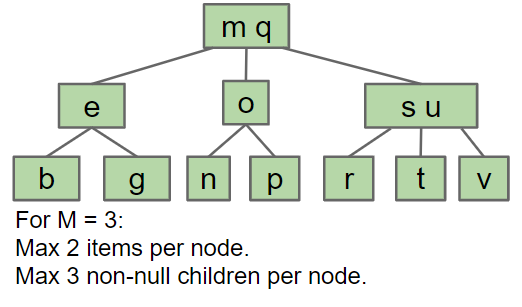 m q
e o s u
b g n p r t v
For M = 3:
Max 2 items per node.
Max 3 non-null children per node.